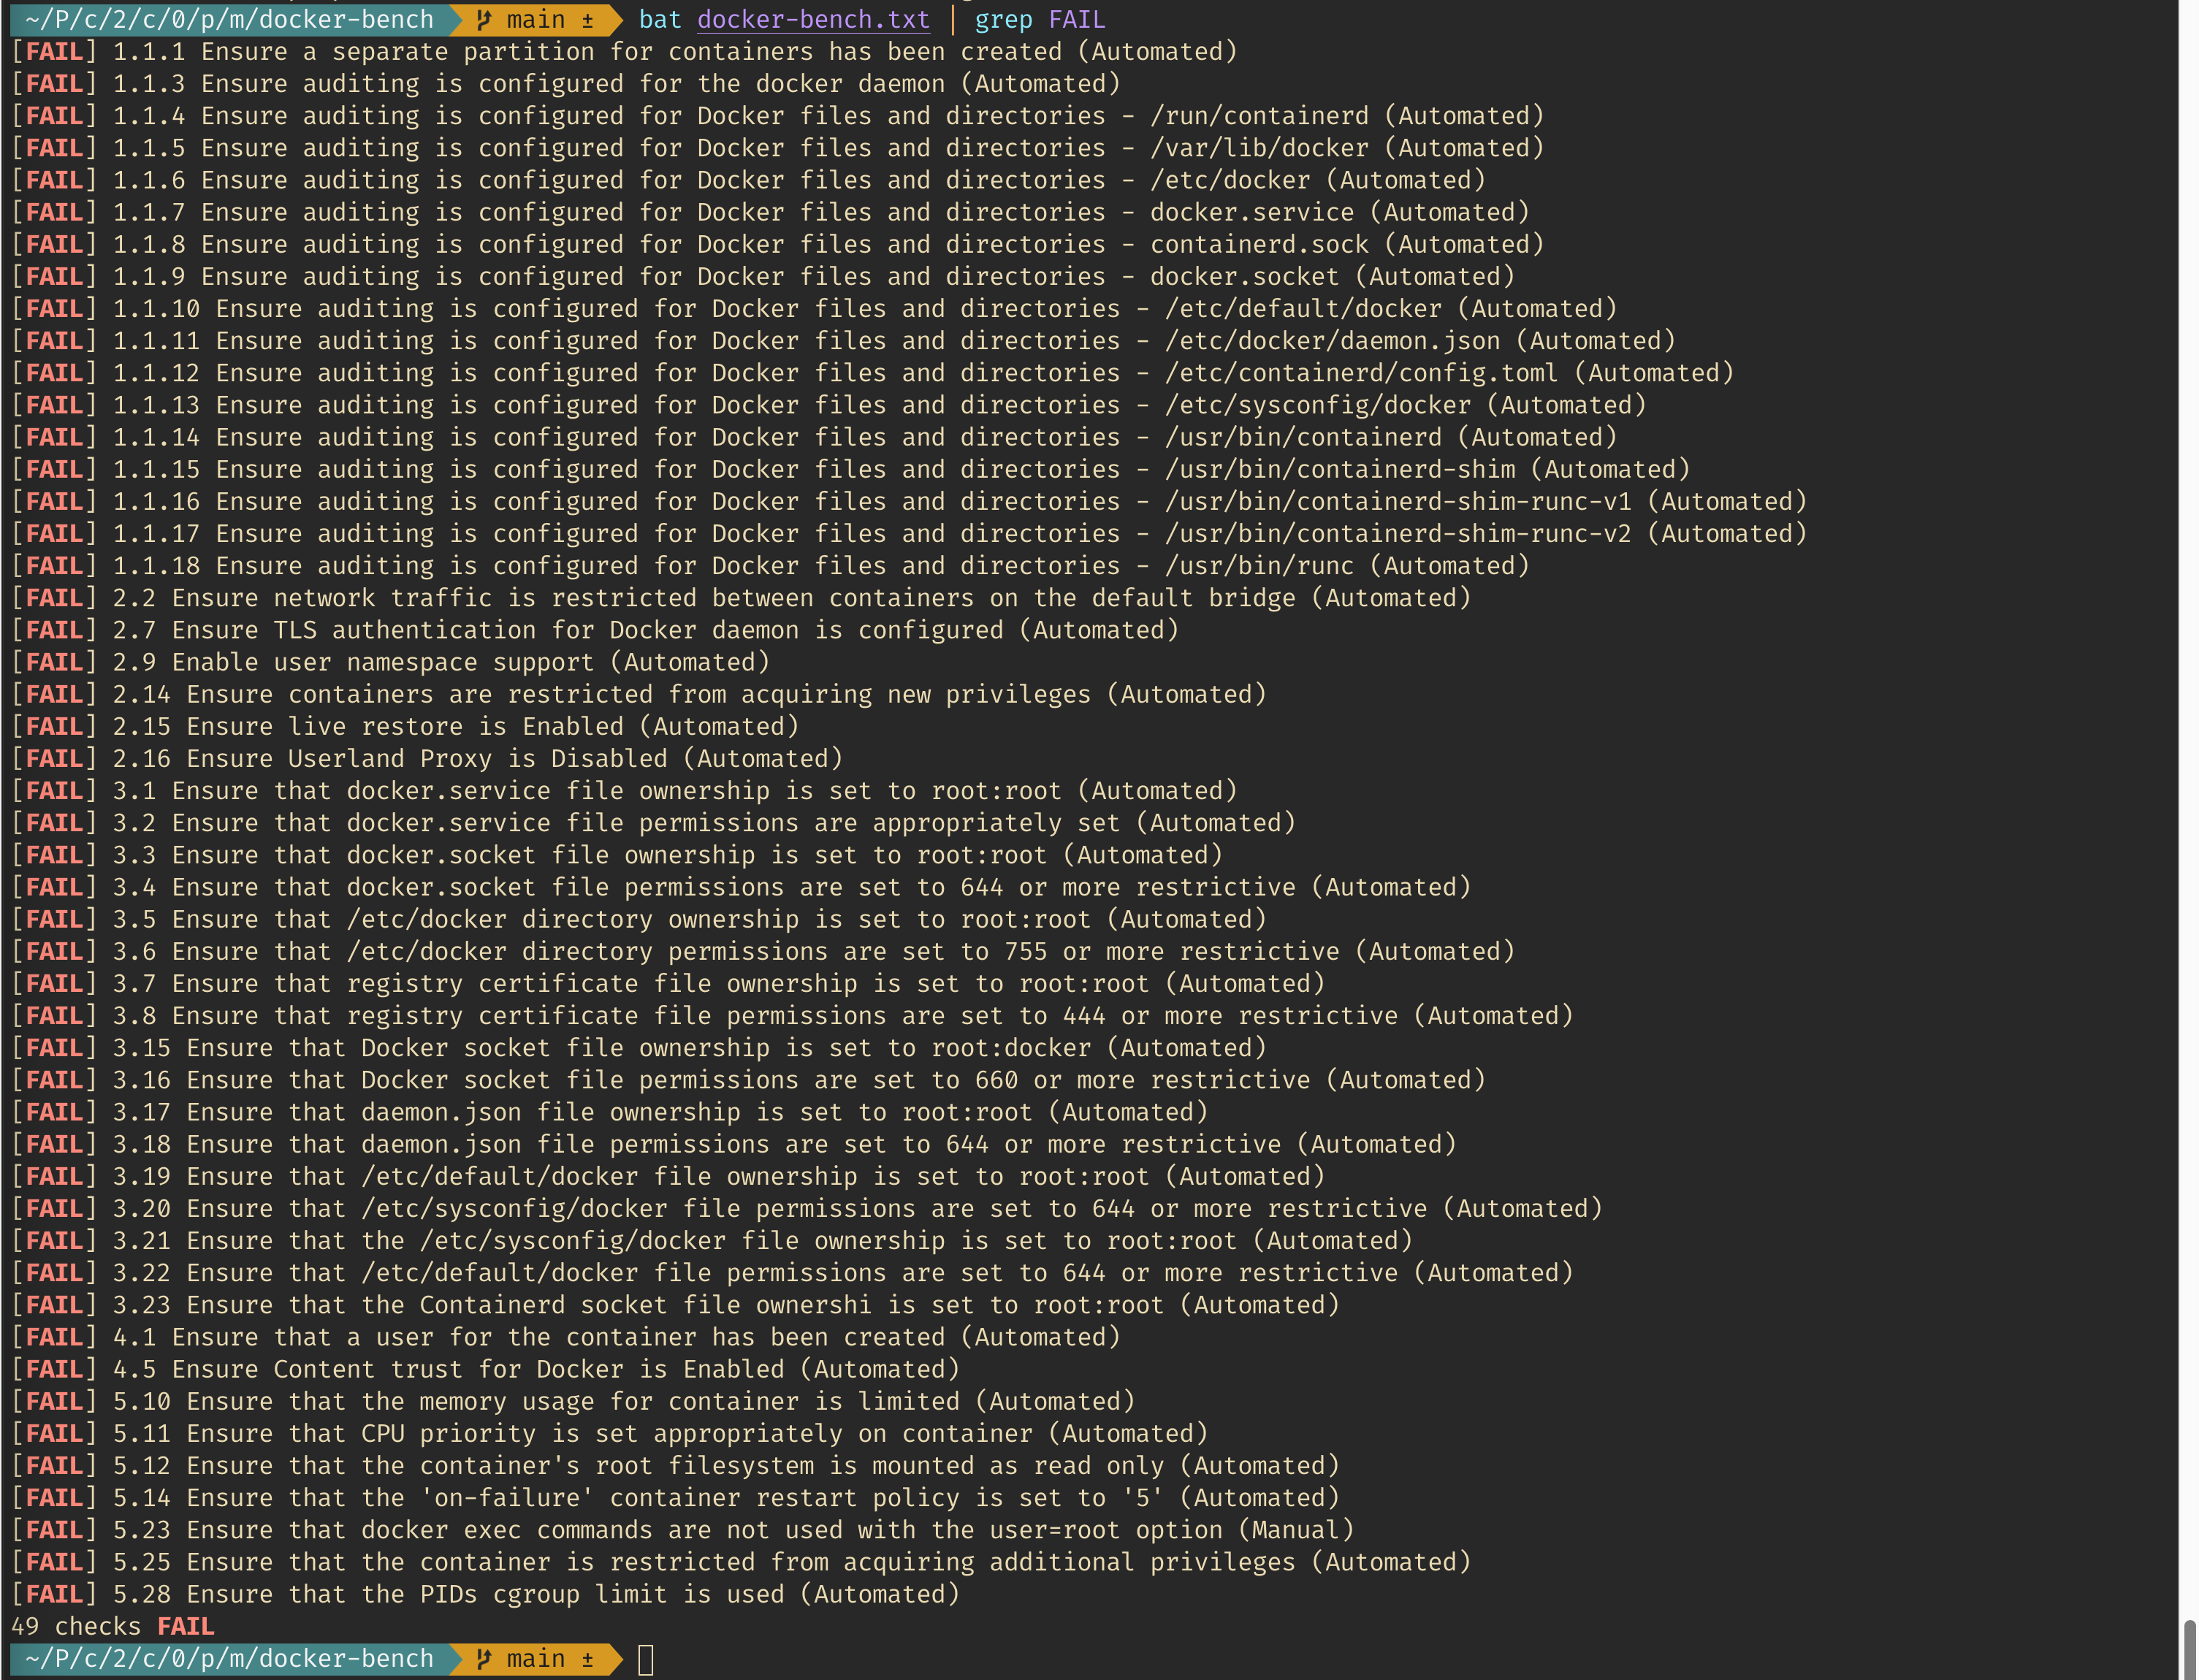 ~/P/c/2/c/0/p/m/docker-bench main ± bat docker-bench.txt | grep FAIL
[FAIL] 1.1.1 Ensure a separate partition for containers has been created (Automated)
[FAIL] 1.1.3 Ensure auditing is configured for the docker daemon (Automated)
[FAIL] 1.1.4 Ensure auditing is configured for Docker files and directories - /run/containerd (Automated)
[FAIL] 1.1.5 Ensure auditing is configured for Docker files and directories - /var/lib/docker (Automated)
[FAIL] 1.1.6 Ensure auditing is configured for Docker files and directories - /etc/docker (Automated)
[FAIL] 1.1.7 Ensure auditing is configured for Docker files and directories - docker.service (Automated)
[FAIL] 1.1.8 Ensure auditing is configured for Docker files and directories - containerd.sock (Automated)
[FAIL] 1.1.9 Ensure auditing is configured for Docker files and directories - docker.socket (Automated)
[FAIL] 1.1.10 Ensure auditing is configured for Docker files and directories - /etc/default/docker (Automated)
[FAIL] 1.1.11 Ensure auditing is configured for Docker files and directories - /etc/docker/daemon.json (Automated)
[FAIL] 1.1.12 Ensure auditing is configured for Docker files and directories - /etc/containerd/config.toml (Automated)
[FAIL] 1.1.13 Ensure auditing is configured for Docker files and directories - /etc/sysconfig/docker (Automated)
[FAIL] 1.1.14 Ensure auditing is configured for Docker files and directories - /usr/bin/containerd (Automated)
[FAIL] 1.1.15 Ensure auditing is configured for Docker files and directories - /usr/bin/containerd-shim (Automated)
[FAIL] 1.1.16 Ensure auditing is configured for Docker files and directories - /usr/bin/containerd-shim-runc-v1 (Automated)
[FAIL] 1.1.17 Ensure auditing is configured for Docker files and directories - /usr/bin/containerd-shim-runc-v2 (Automated)
[FAIL] 1.1.18 Ensure auditing is configured for Docker files and directories - /usr/bin/runc (Automated)
[FAIL] 2.2 Ensure network traffic is restricted between containers on the default bridge (Automated)
[FAIL] 2.7 Ensure TLS authentication for Docker daemon is configured (Automated)
[FAIL] 2.9 Enable user namespace support (Automated)
[FAIL] 2.14 Ensure containers are restricted from acquiring new privileges (Automated)
[FAIL] 2.15 Ensure live restore is Enabled (Automated)
[FAIL] 2.16 Ensure Userland Proxy is Disabled (Automated)
[FAIL] 3.1 Ensure that docker.service file ownership is set to root:root (Automated)
[FAIL] 3.2 Ensure that docker.service file permissions are appropriately set (Automated)
[FAIL] 3.3 Ensure that docker.socket file ownership is set to root:root (Automated)
[FAIL] 3.4 Ensure that docker.socket file permissions are set to 644 or more restrictive (Automated)
[FAIL] 3.5 Ensure that /etc/docker directory ownership is set to root:root (Automated)
[FAIL] 3.6 Ensure that /etc/docker directory permissions are set to 755 or more restrictive (Automated)
[FAIL] 3.7 Ensure that registry certificate file ownership is set to root:root (Automated)
[FAIL] 3.8 Ensure that registry certificate file permissions are set to 444 or more restrictive (Automated)
[FAIL] 3.15 Ensure that Docker socket file ownership is set to root:docker (Automated)
[FAIL] 3.16 Ensure that Docker socket file permissions are set to 660 or more restrictive (Automated)
[FAIL] 3.17 Ensure that daemon.json file ownership is set to root:root (Automated)
[FAIL] 3.18 Ensure that daemon.json file permissions are set to 644 or more restrictive (Automated)
[FAIL] 3.19 Ensure that /etc/default/docker file ownership is set to root:root (Automated)
[FAIL] 3.20 Ensure that /etc/sysconfig/docker file permissions are set to 644 or more restrictive (Automated)
[FAIL] 3.21 Ensure that the /etc/sysconfig/docker file ownership is set to root:root (Automated)
[FAIL] 3.22 Ensure that /etc/default/docker file permissions are set to 644 or more restrictive (Automated)
[FAIL] 3.23 Ensure that the Containerd socket file ownershi is set to root:root (Automated)
[FAIL] 4.1 Ensure that a user for the container has been created (Automated)
[FAIL] 4.5 Ensure Content trust for Docker is Enabled (Automated)
[FAIL] 5.10 Ensure that the memory usage for container is limited (Automated)
[FAIL] 5.11 Ensure that CPU priority is set appropriately on container (Automated)
[FAIL] 5.12 Ensure that the container's root filesystem is mounted as read only (Automated)
[FAIL] 5.14 Ensure that the 'on-failure' container restart policy is set to '5' (Automated)
[FAIL] 5.23 Ensure that docker exec commands are not used with the user=root option (Manual)
[FAIL] 5.25 Ensure that the container is restricted from acquiring additional privileges (Automated)
[FAIL] 5.28 Ensure that the PIDs cgroup limit is used (Automated)
49 checks FAIL
~/P/c/2/c/0/p/m/docker-bench main ±